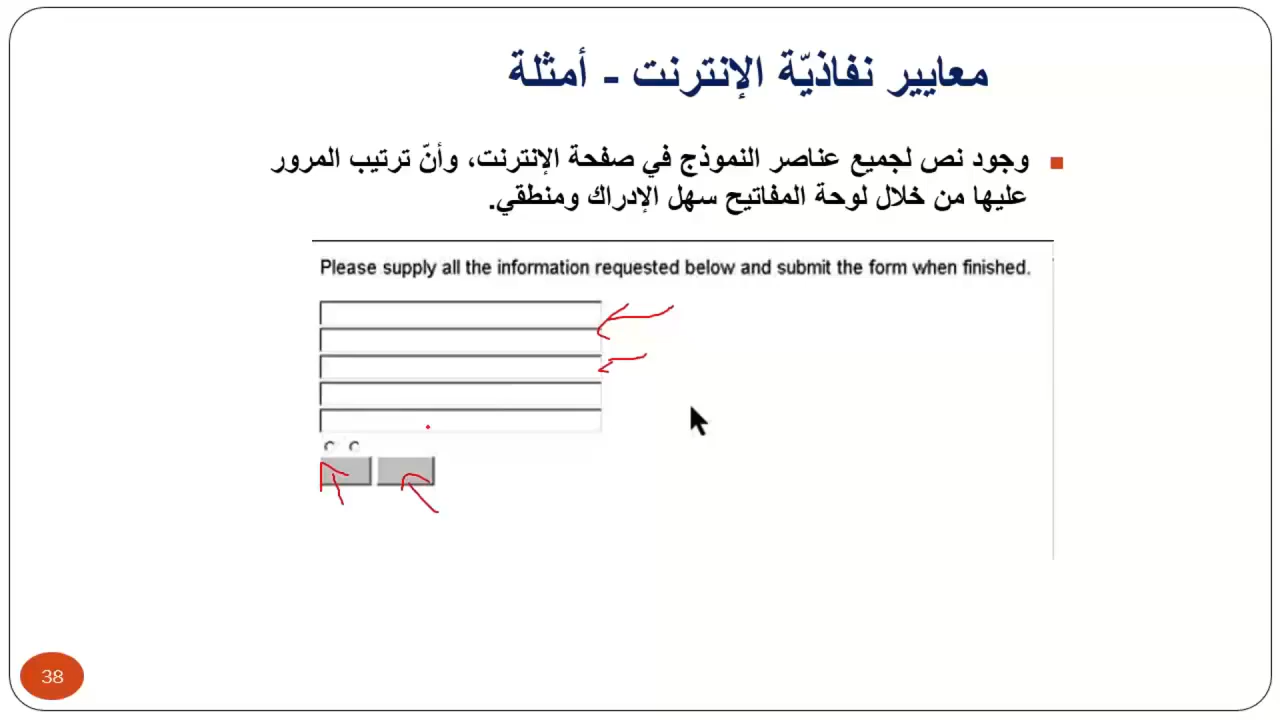 معايير نفاذيّة الإنترنت - أمثلة
وجود نص لجميع عناصر النموذج في صفحة الإنترنت، وأنّ ترتيب المرور
عليها من خلال لوحة المفاتيح سهل الإدراك ومنطقي.
Please supply all the information requested below and submit the form when finished.
38